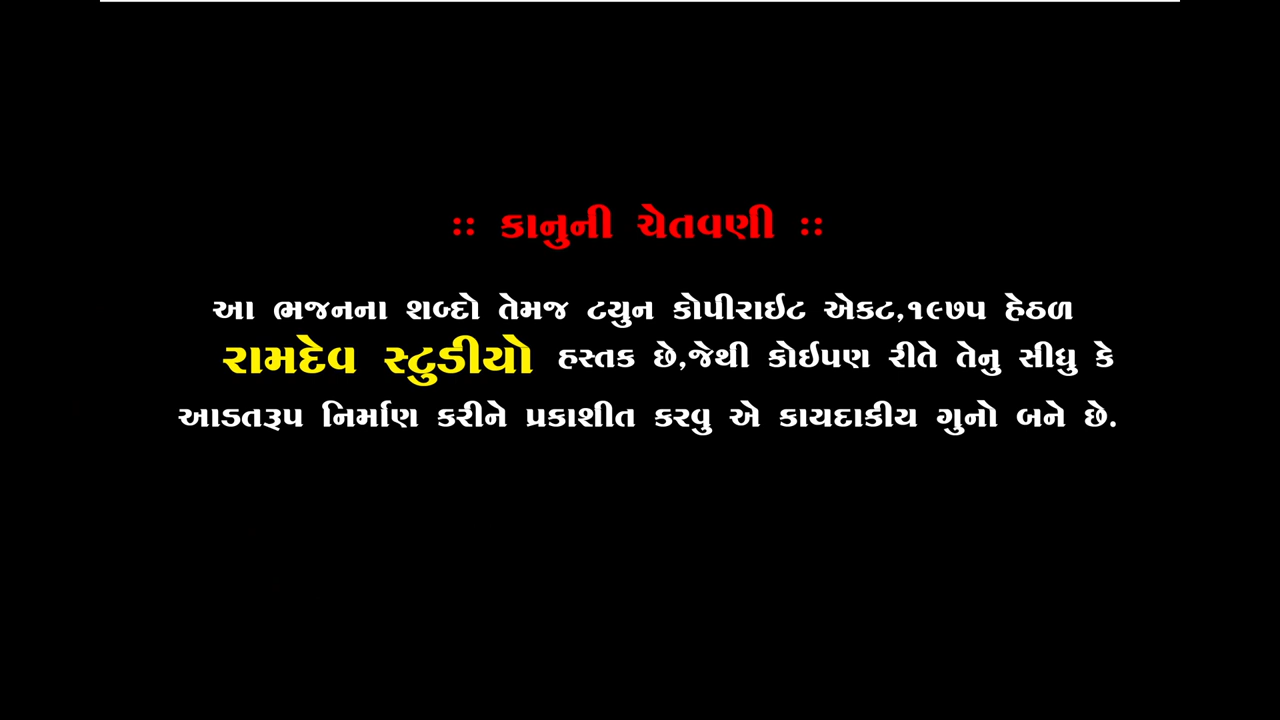 :: કાનુની ચેતવણી ::
આ ભજનના શબ્દો તેમજ ટયુન કોપીરાઈટ એકટ,૧૯૭૫ હેઠળ
રામદેવ સ્ટુડીયો હસ્તક છે,જેથી કોઈપણ રીતે તેનુ સીધુ કે
આડતરૂપ નિર્માણ કરીને પ્રકાશીત કરવુ એ કાયદાકીય ગુનો બને છે.